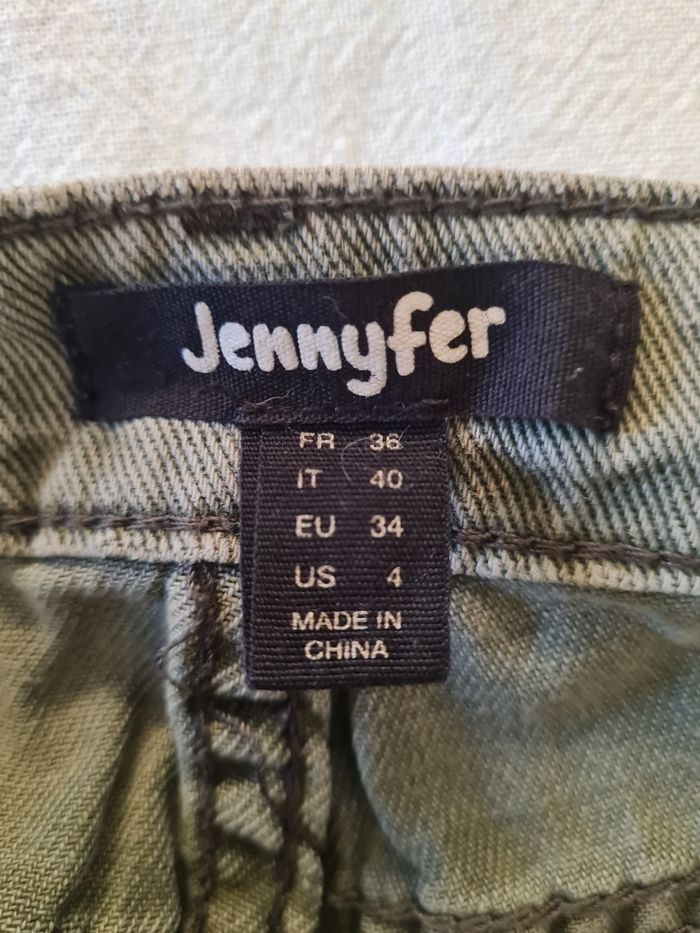 Jennyfer
FR 36
IT 40
EU 34
US 4
MADE IN
CHINA